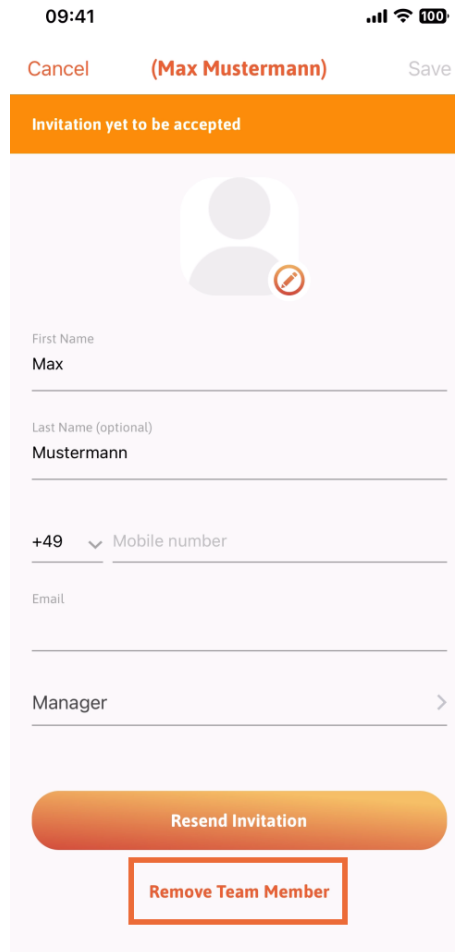 09:41
100
Cancel (Max Mustermann) Save
Invitation yet to be accepted
First Name
Max
Last Name (optional)
Mustermann
+49 Mobile number
Email
Manager
Resend Invitation
Remove Team Member